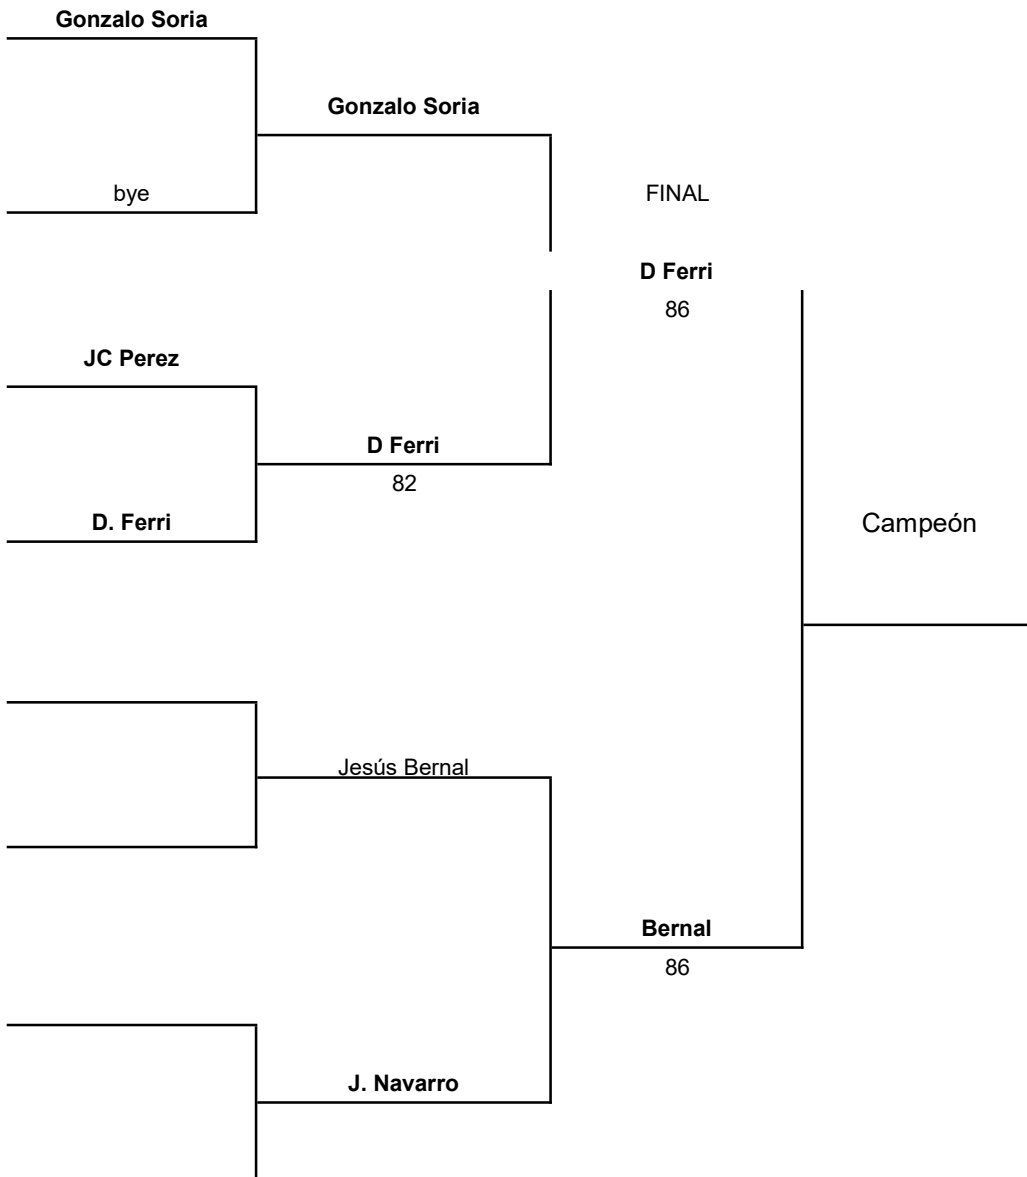 Gonzalo Soria
Gonzalo Soria
bye
FINAL
D Ferri
86
JC Perez
D Ferri
82
D. Ferri
Campeón
Jesús Bernal
Bernal
86
J. Navarro